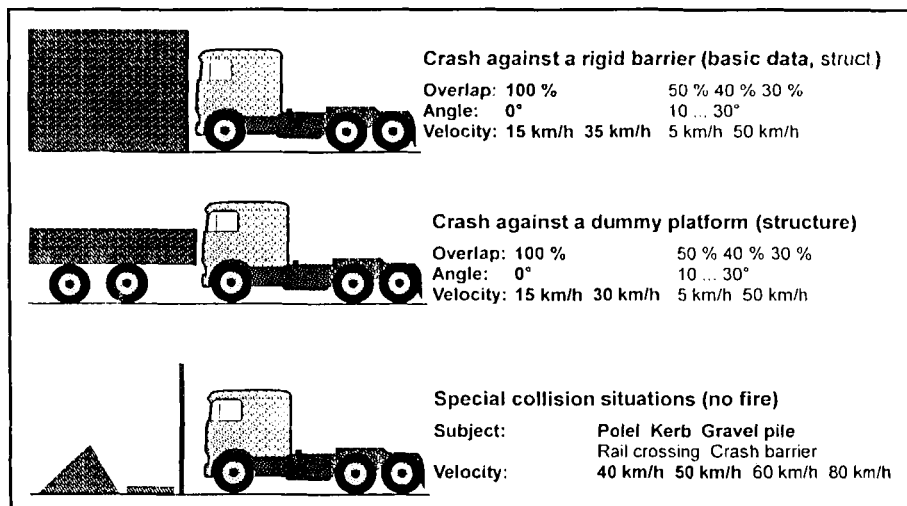 Crash against a rigid barrier (basic data, struct )
Overlap: 100 % 50 % 40 % 30 %
Angle: 0° 10 ... 30°
Velocity: 15 km/h 35 km/h 5 km/h 50 km/h
Crash against a dummy platform (structure)
Overlap: 100 % 50 % 40 % 30 %
Angle: 0° 10 ... 30°
Velocity: 15 km/h 30 km/h 5 km/h 50 km/h
Special collision situations (no fire)
Subject: Polel Kerb Gravel pile
Rail crossing Crash barrier
Velocity: 40 km/h 50 km/h 60 km/h 80 km/h